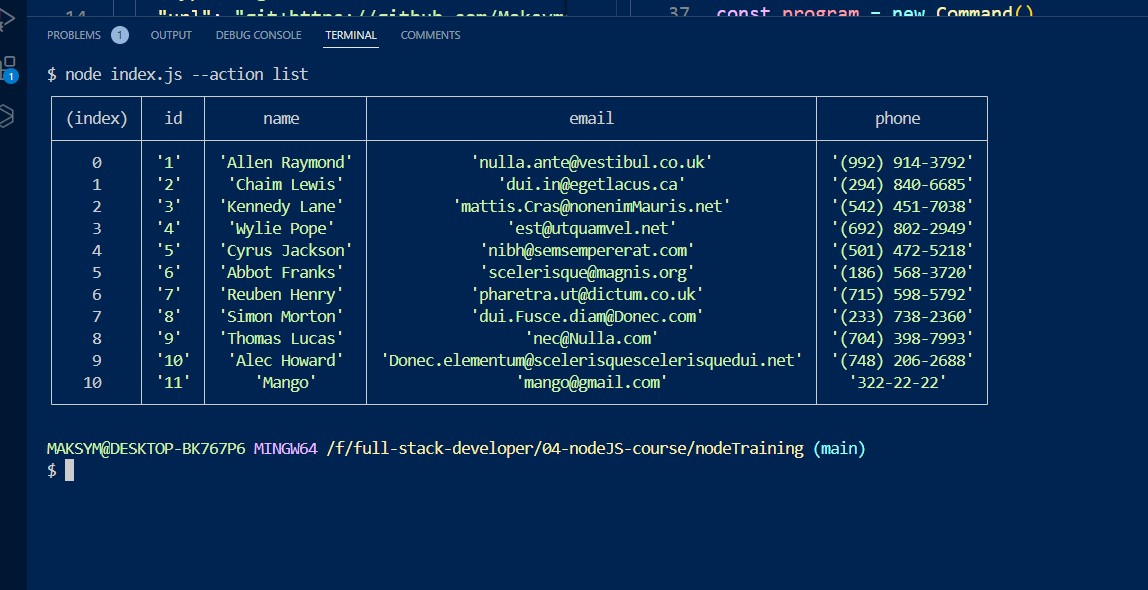 14 "url": "git+https://github.com/Maksym 37 const program = new Command()
PROBLEMS 1 OUTPUT DEBUG CONSOLE TERMINAL COMMENTS
1
$ node index.js --action list
(index) id name email phone
0 '1' 'Allen Raymond' 'nulla.ante@vestibul.co.uk' '(992) 914-3792'
1 '2' 'Chaim Lewis' 'dui.in@egetlacus.ca' '(294) 840-6685'
2 '3' 'Kennedy Lane' 'mattis.Cras@nonenimMauris.net' '(542) 451-7038'
3 '4' 'Wylie Pope' 'est@utquamvel.net' '(692) 802-2949'
4 '5' 'Cyrus Jackson' 'nibh@semsempererat.com' '(501) 472-5218'
5 '6' 'Abbot Franks' 'scelerisque@magnis.org' '(186) 568-3720'
6 '7' 'Reuben Henry' 'pharetra.ut@dictum.co.uk' '(715) 598-5792'
7 '8' 'Simon Morton' 'dui.Fusce.diam@Donec.com' '(233) 738-2360'
8 '9' 'Thomas Lucas' 'nec@Nulla.com' '(704) 398-7993'
9 '10' 'Alec Howard' 'Donec.elementum@scelerisquescelerisquedui.net' '(748) 206-2688'
10 '11' 'Mango' 'mango@gmail.com' '322-22-22'
MAKSYM@DESKTOP-BK767P6 MINGW64 /f/full-stack-developer/04-nodeJS-course/nodeTraining (main)
$